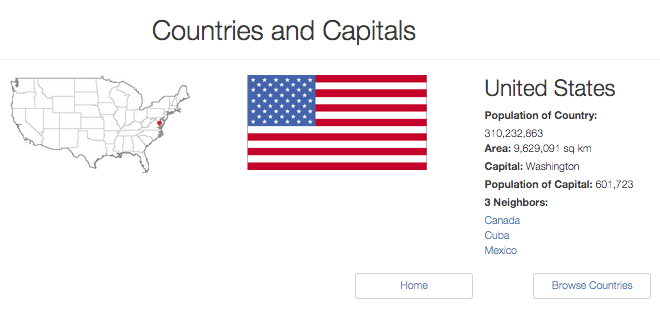 Countries and Capitals
United States
Population of Country:
310,232,863
Area: 9,629,091 sq km
Capital: Washington
Population of Capital: 601,723
3 Neighbors:
Canada
Cuba
Mexico
Home
Browse Countries